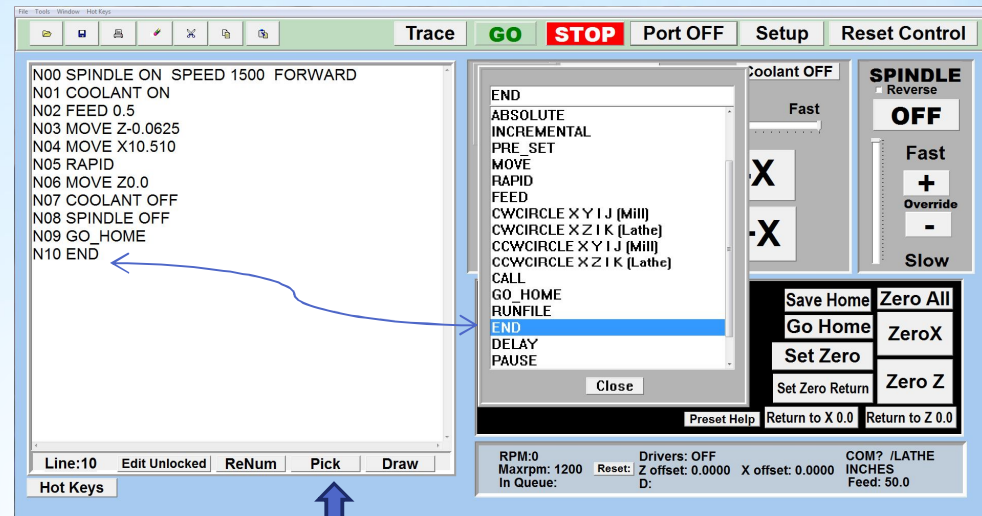 File Tools Window Hot Keys
Trace GO STOP Port OFF Setup Reset Control
N00 SPINDLE ON SPEED 1500 FORWARD
N01 COOLANT ON
N02 FEED 0.5
N03 MOVE Z-0.0625
N04 MOVE X10.510
N05 RAPID
N06 MOVE Z0.0
N07 COOLANT OFF
N08 SPINDLE OFF
N09 GO_HOME
N10 END
Line:10 Edit Unlocked ReNum Pick Draw
Hot Keys
END
ABSOLUTE
INCREMENTAL
PRE_SET
MOVE
RAPID
FEED
CWCIRCLE X Y I J (Mill)
CWCIRCLE X Z I K (Lathe)
CCWCIRCLE X Y I J (Mill)
CCWCIRCLE X Z I K (Lathe)
CALL
GO_HOME
RUNFILE
END
DELAY
PAUSE
Close
Coolant OFF
Fast
X
-X
SPINDLE
Reverse
OFF
Fast
+
Override
-
Slow
Save Home Zero All
Go Home ZeroX
Set Zero
Set Zero Return Zero Z
Preset Help Return to X 0.0 Return to Z 0.0
RPM:0 Drivers: OFF COM? /LATHE
Maxrpm: 1200 Reset: Z offset: 0.0000 X offset: 0.0000 INCHES
In Queue: D: Feed: 50.0